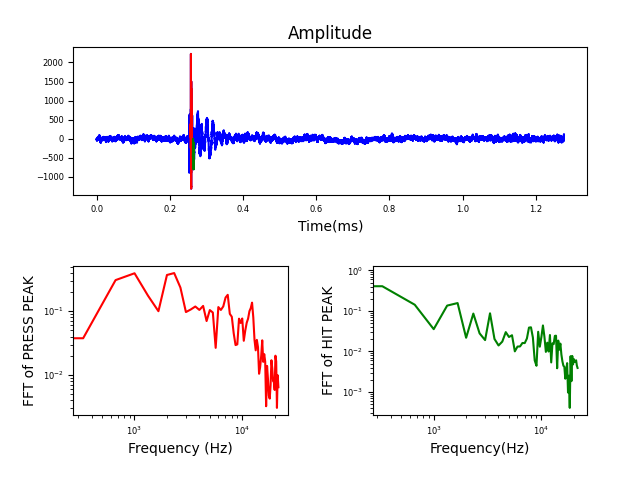 Amplitude
2000
1500
1000
500
0
−500
−1000
0.0 0.2 0.4 0.6 0.8 1.0 1.2
Time(ms)
FFT of PRESS PEAK
10⁻¹
10⁻²
10³ 10⁴
Frequency (Hz)
FFT of HIT PEAK
10⁰
10⁻¹
10⁻²
10⁻³
10³ 10⁴
Frequency(Hz)